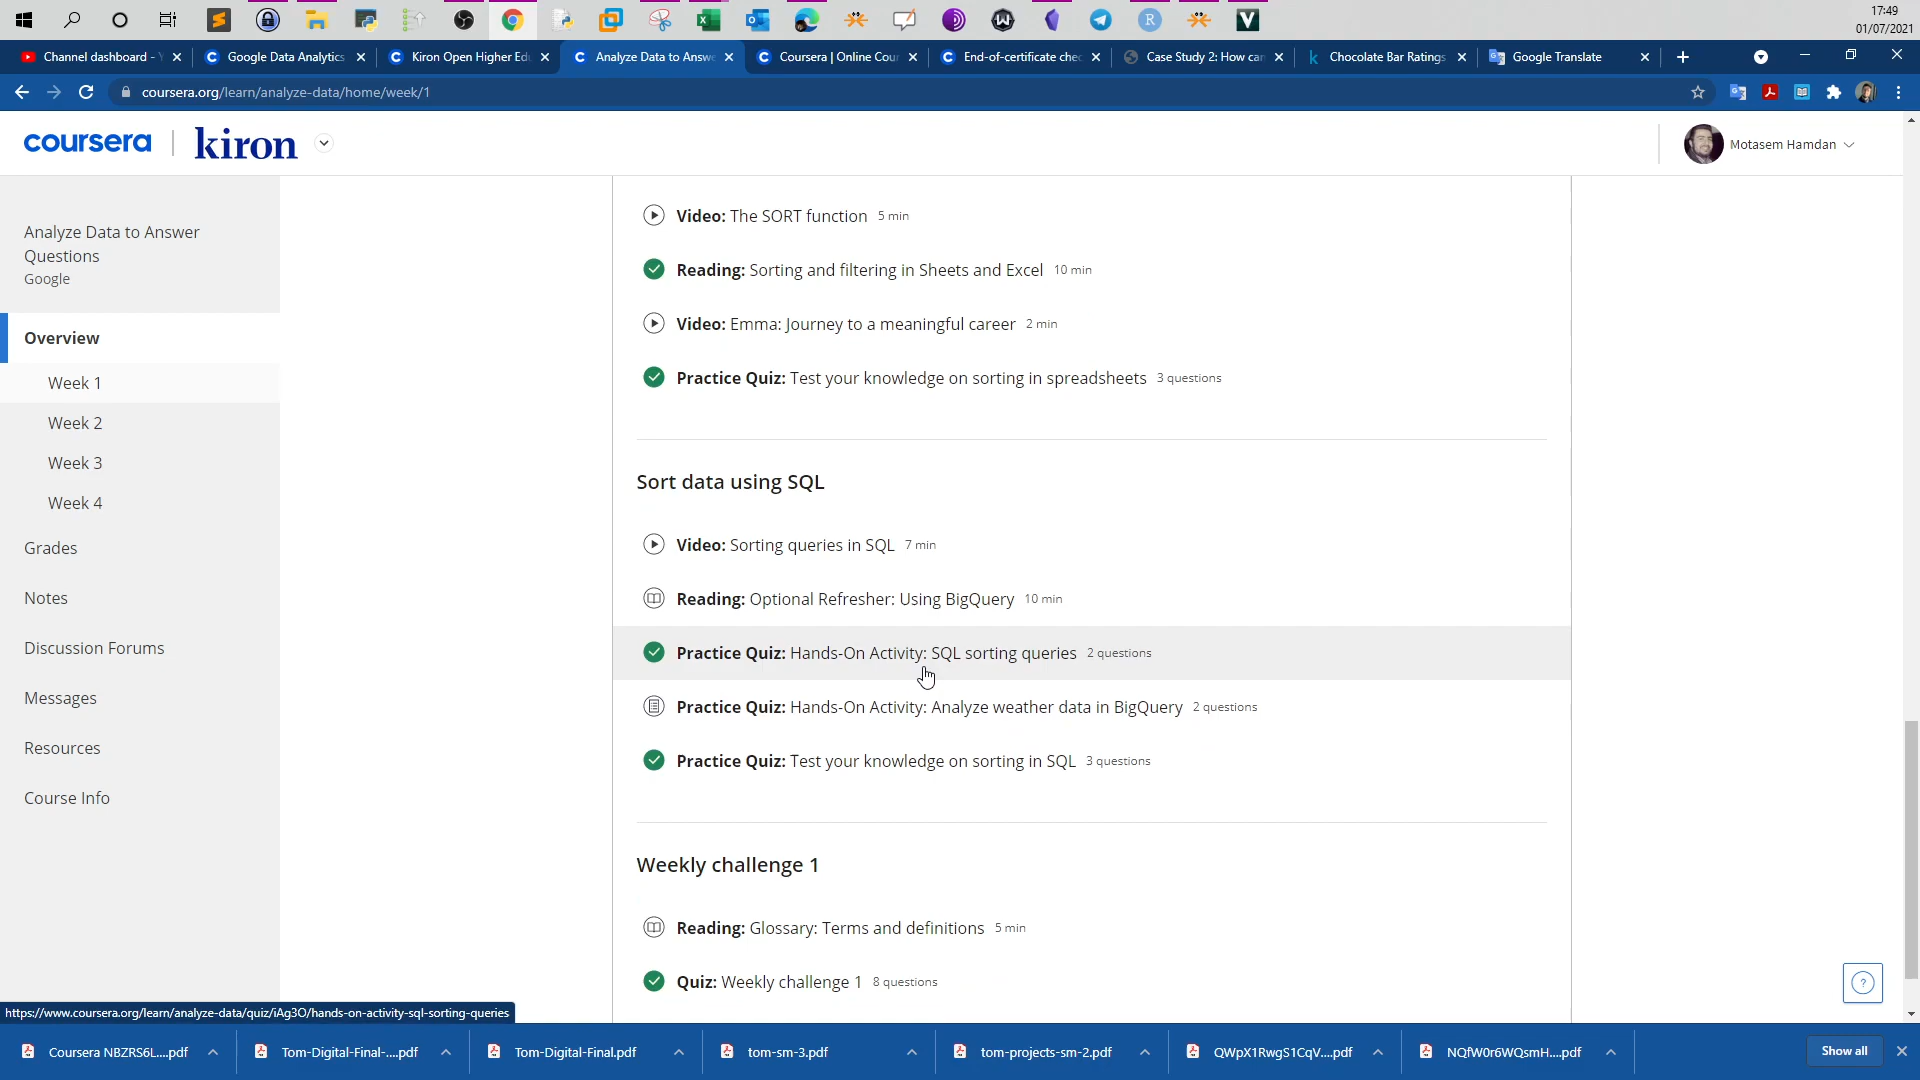 17:49
01/07/2021
Channel dashboard - Y
Google Data Analytics
Kiron Open Higher Ed
Analyze Data to Answe
Coursera | Online Cour
End-of-certificate chec
Case Study 2: How can
Chocolate Bar Ratings
Google Translate
coursera.org/learn/analyze-data/home/week/1
coursera | kiron
Motasem Hamdan
Analyze Data to Answer
Questions
Google
Overview
Week 1
Week 2
Week 3
Week 4
Grades
Notes
Discussion Forums
Messages
Resources
Course Info
Video: The SORT function 5 min
Reading: Sorting and filtering in Sheets and Excel 10 min
Video: Emma: Journey to a meaningful career 2 min
Practice Quiz: Test your knowledge on sorting in spreadsheets 3 questions
Sort data using SQL
Video: Sorting queries in SQL 7 min
Reading: Optional Refresher: Using BigQuery 10 min
Practice Quiz: Hands-On Activity: SQL sorting queries 2 questions
Practice Quiz: Hands-On Activity: Analyze weather data in BigQuery 2 questions
Practice Quiz: Test your knowledge on sorting in SQL 3 questions
Weekly challenge 1
Reading: Glossary: Terms and definitions 5 min
Quiz: Weekly challenge 1 8 questions
https://www.coursera.org/learn/analyze-data/quiz/iAg3O/hands-on-activity-sql-sorting-queries
Coursera NBZRS6L....pdf
Tom-Digital-Final-....pdf
Tom-Digital-Final.pdf
tom-sm-3.pdf
tom-projects-sm-2.pdf
QWpX1RwgS1CqV....pdf
NQfW0r6WQsmH....pdf
Show all